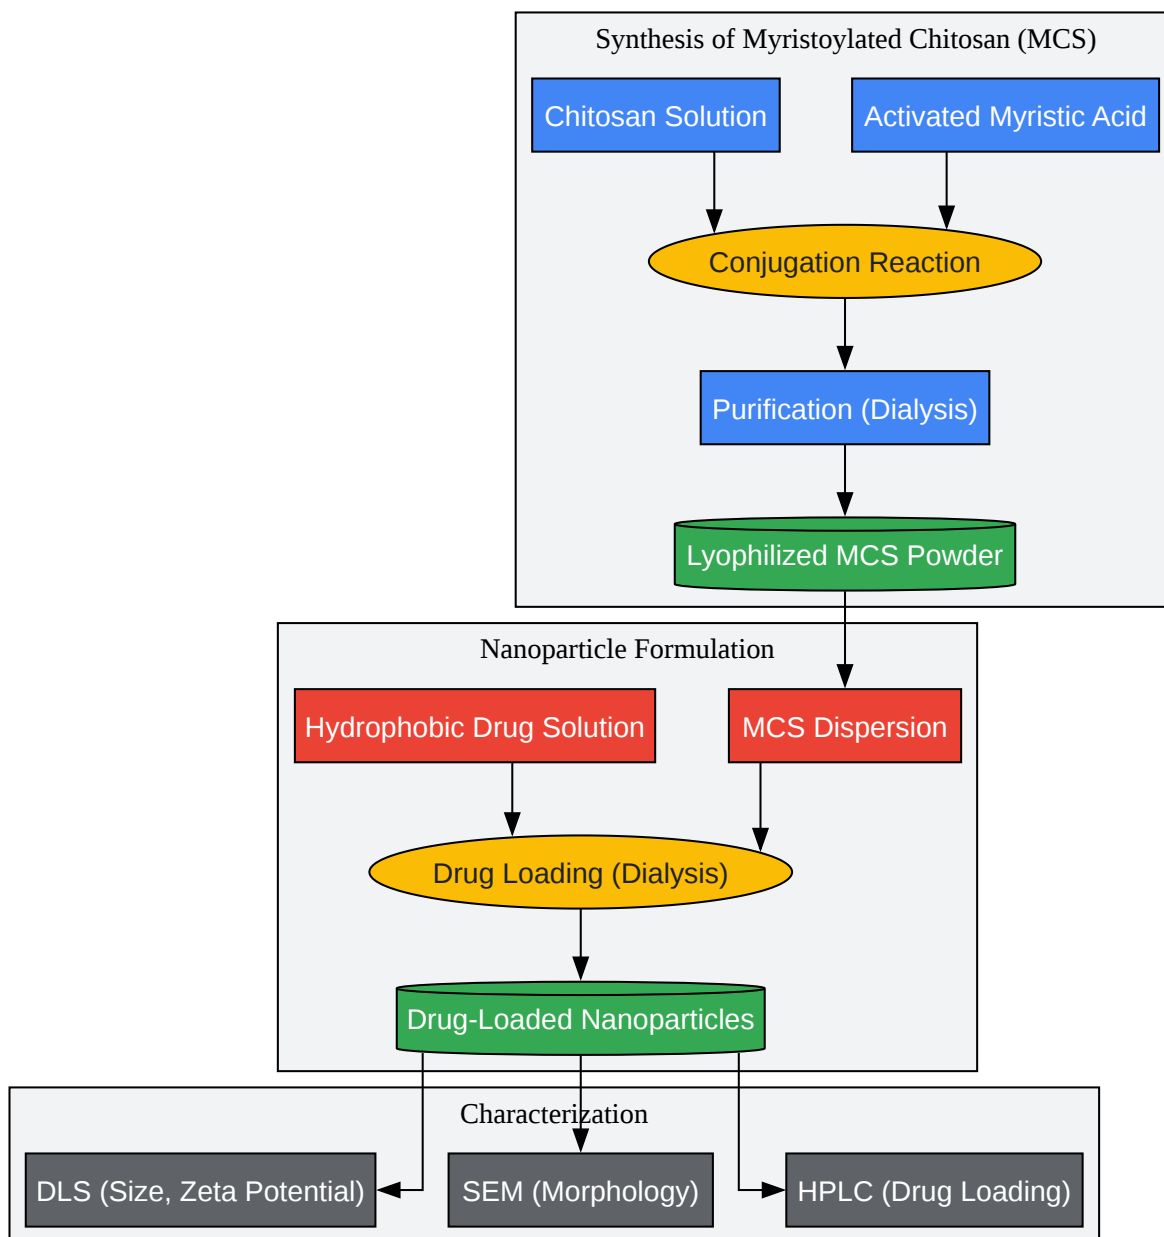 Synthesis of Myristoylated Chitosan (MCS)
Chitosan Solution
Activated Myristic Acid
Conjugation Reaction
Purification (Dialysis)
Lyophilized MCS Powder
Nanoparticle Formulation
Hydrophobic Drug Solution
MCS Dispersion
Drug Loading (Dialysis)
Drug-Loaded Nanoparticles
Characterization
DLS (Size, Zeta Potential)
SEM (Morphology)
HPLC (Drug Loading)